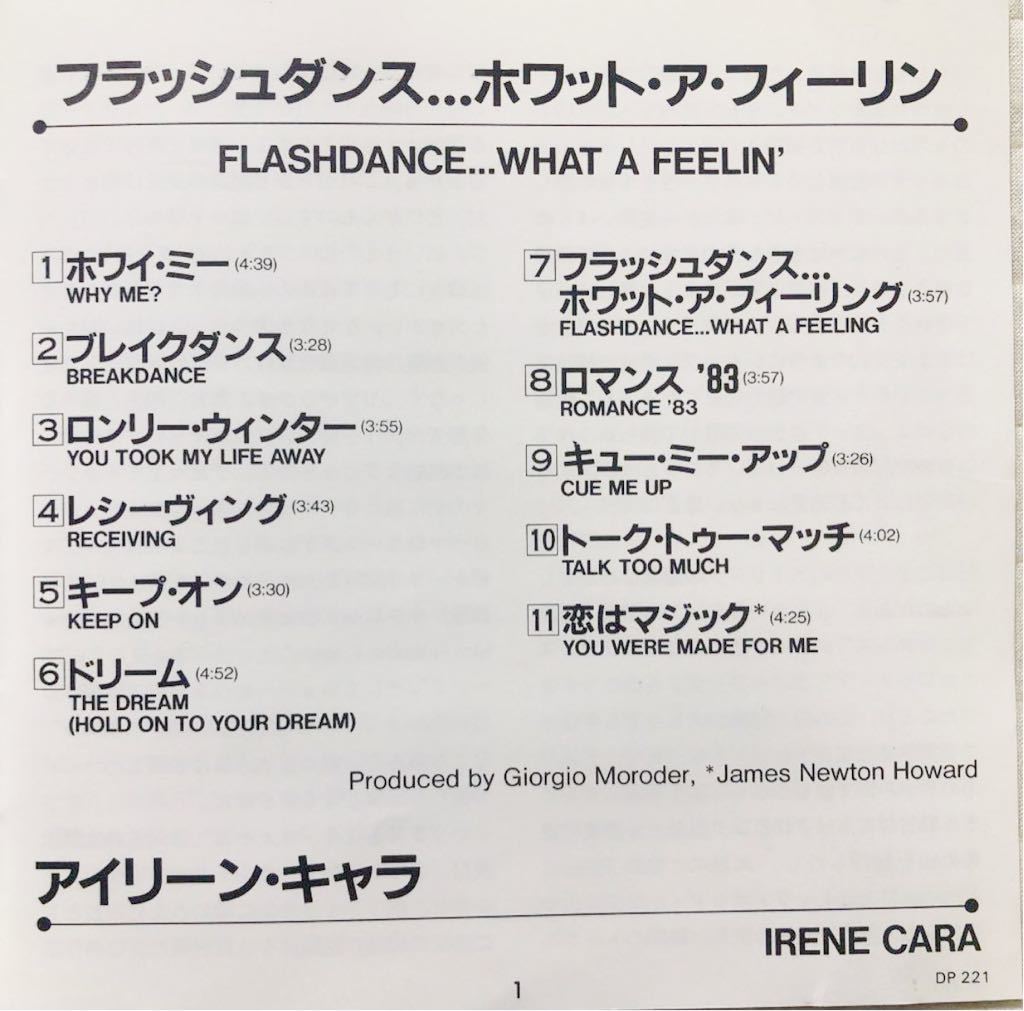 フラッシュダンス...ホワット・ア・フィーリン
FLASHDANCE...WHAT A FEELIN'
1 ホワイ・ミー (4:39)
WHY ME?
2 ブレイクダンス (3:28)
BREAKDANCE
3 ロンリー・ウィンター (3:55)
YOU TOOK MY LIFE AWAY
4 レシーヴィング (3:43)
RECEIVING
5 キープ・オン (3:30)
KEEP ON
6 ドリーム (4:52)
THE DREAM
(HOLD ON TO YOUR DREAM)
7 フラッシュダンス...
ホワット・ア・フィーリング (3:57)
FLASHDANCE...WHAT A FEELING
8 ロマンス '83 (3:57)
ROMANCE '83
9 キュー・ミー・アップ (3:26)
CUE ME UP
10 トーク・トゥー・マッチ (4:02)
TALK TOO MUCH
11 恋はマジック* (4:25)
YOU WERE MADE FOR ME
Produced by Giorgio Moroder, *James Newton Howard
アイリーン・キャラ
IRENE CARA
DP 221
1